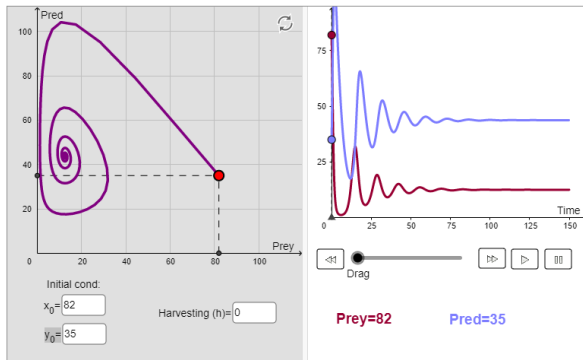 Pred
100
80
60
40
20
0
20
40
60
80
100
Prey
Initial cond:
x0=82
y0=35
Harvesting (h)=0
75
50
25
0
25
50
75
100
125
150
Time
Drag
Prey=82
Pred=35